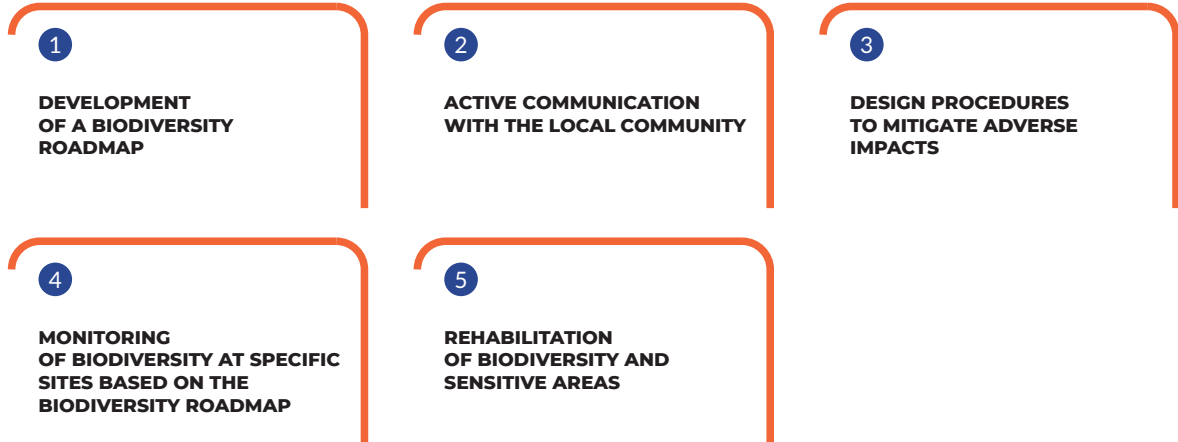 1
DEVELOPMENT
OF A BIODIVERSITY
ROADMAP
2
ACTIVE COMMUNICATION
WITH THE LOCAL COMMUNITY
3
DESIGN PROCEDURES
TO MITIGATE ADVERSE
IMPACTS
4
MONITORING
OF BIODIVERSITY AT SPECIFIC
SITES BASED ON THE
BIODIVERSITY ROADMAP
5
REHABILITATION
OF BIODIVERSITY AND
SENSITIVE AREAS